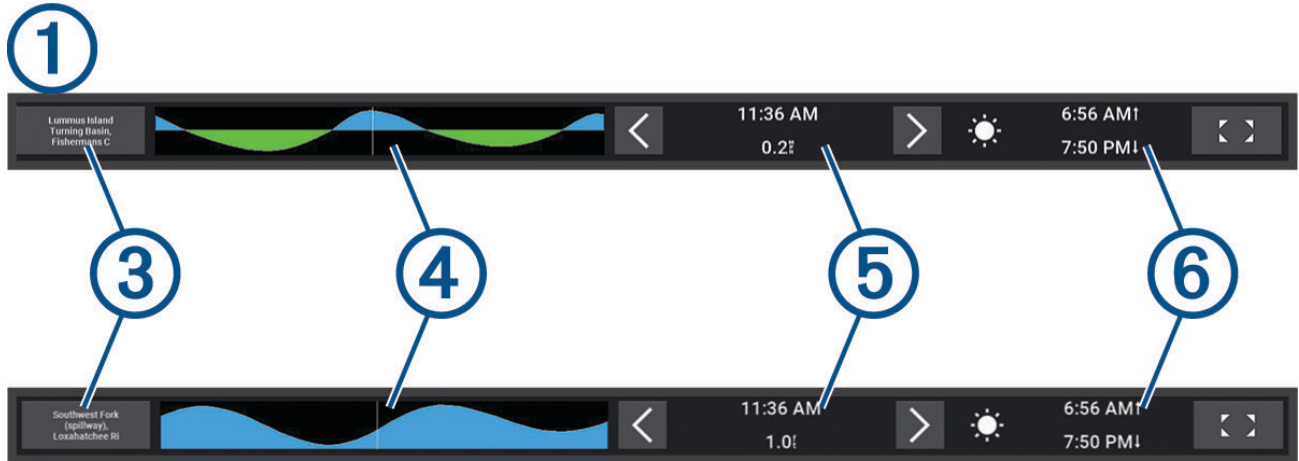 1
Lummus Island
Turning Basin,
Fishermans C
11:36 AM
0.2
6:56 AM↑
7:50 PM↓
3
4
5
6
Southwest Fork
(spillway),
Loxahatchee Ri
11:36 AM
1.0
6:56 AM↑
7:50 PM↓